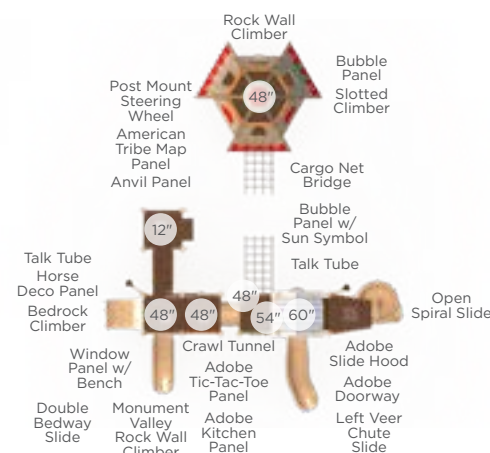 Rock Wall
Climber
Bubble
Panel
Slotted
Climber
Post Mount
Steering
Wheel
American
Tribe Map
Panel
Anvil Panel
48"
Cargo Net
Bridge
Bubble
Panel w/
Sun Symbol
Talk Tube
12"
Talk Tube
Horse
Deco Panel
Bedrock
Climber
48"
48"
48"
54"
60"
Open
Spiral Slide
Crawl Tunnel
Window
Panel w/
Bench
Adobe
Tic-Tac-Toe
Panel
Adobe
Slide Hood
Adobe
Doorway
Double
Bedway
Slide
Monument
Valley
Rock Wall
Climber
Adobe
Kitchen
Panel
Left Veer
Chute
Slide